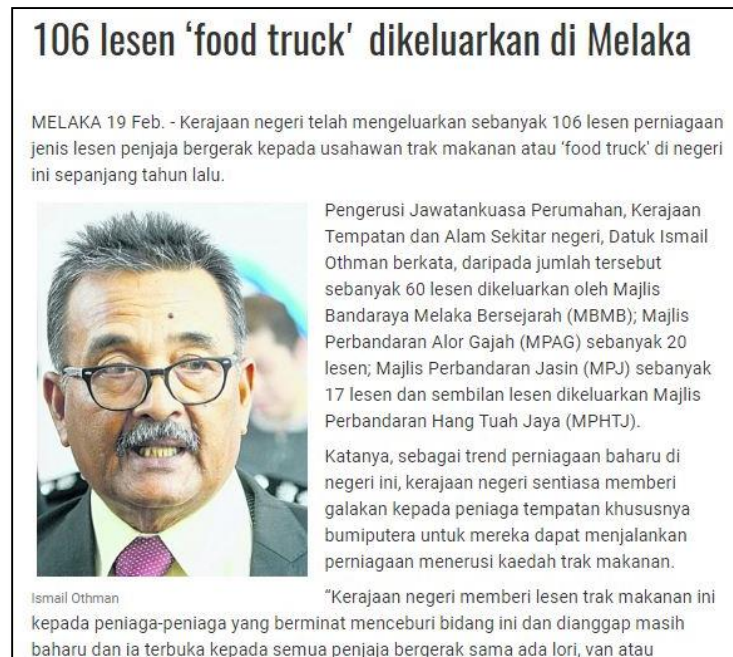 106 lesen ‘food truck' dikeluarkan di Melaka
MELAKA 19 Feb. - Kerajaan negeri telah mengeluarkan sebanyak 106 lesen perniagaan
jenis lesen penjaja bergerak kepada usahawan trak makanan atau ‘food truck’ di negeri
ini sepanjang tahun lalu.
Pengerusi Jawatankuasa Perumahan, Kerajaan
Tempatan dan Alam Sekitar negeri, Datuk Ismail
Othman berkata, daripada jumlah tersebut
sebanyak 60 lesen dikeluarkan oleh Majlis
Bandaraya Melaka Bersejarah (MBMB); Majlis
Perbandaran Alor Gajah (MPAG) sebanyak 20
lesen; Majlis Perbandaran Jasin (MPJ) sebanyak
17 lesen dan sembilan lesen dikeluarkan Majlis
Perbandaran Hang Tuah Jaya (MPHTJ).
Katanya, sebagai trend perniagaan baharu di
negeri ini, kerajaan negeri sentiasa memberi
galakan kepada peniaga tempatan khususnya
bumiputera untuk mereka dapat menjalankan
perniagaan menerusi kaedah trak makanan.
Ismail Othman
“Kerajaan negeri memberi lesen trak makanan ini
kepada peniaga-peniaga yang berminat menceburi bidang ini dan dianggap masih
baharu dan ia terbuka kepada semua penjaja bergerak sama ada lori, van atau